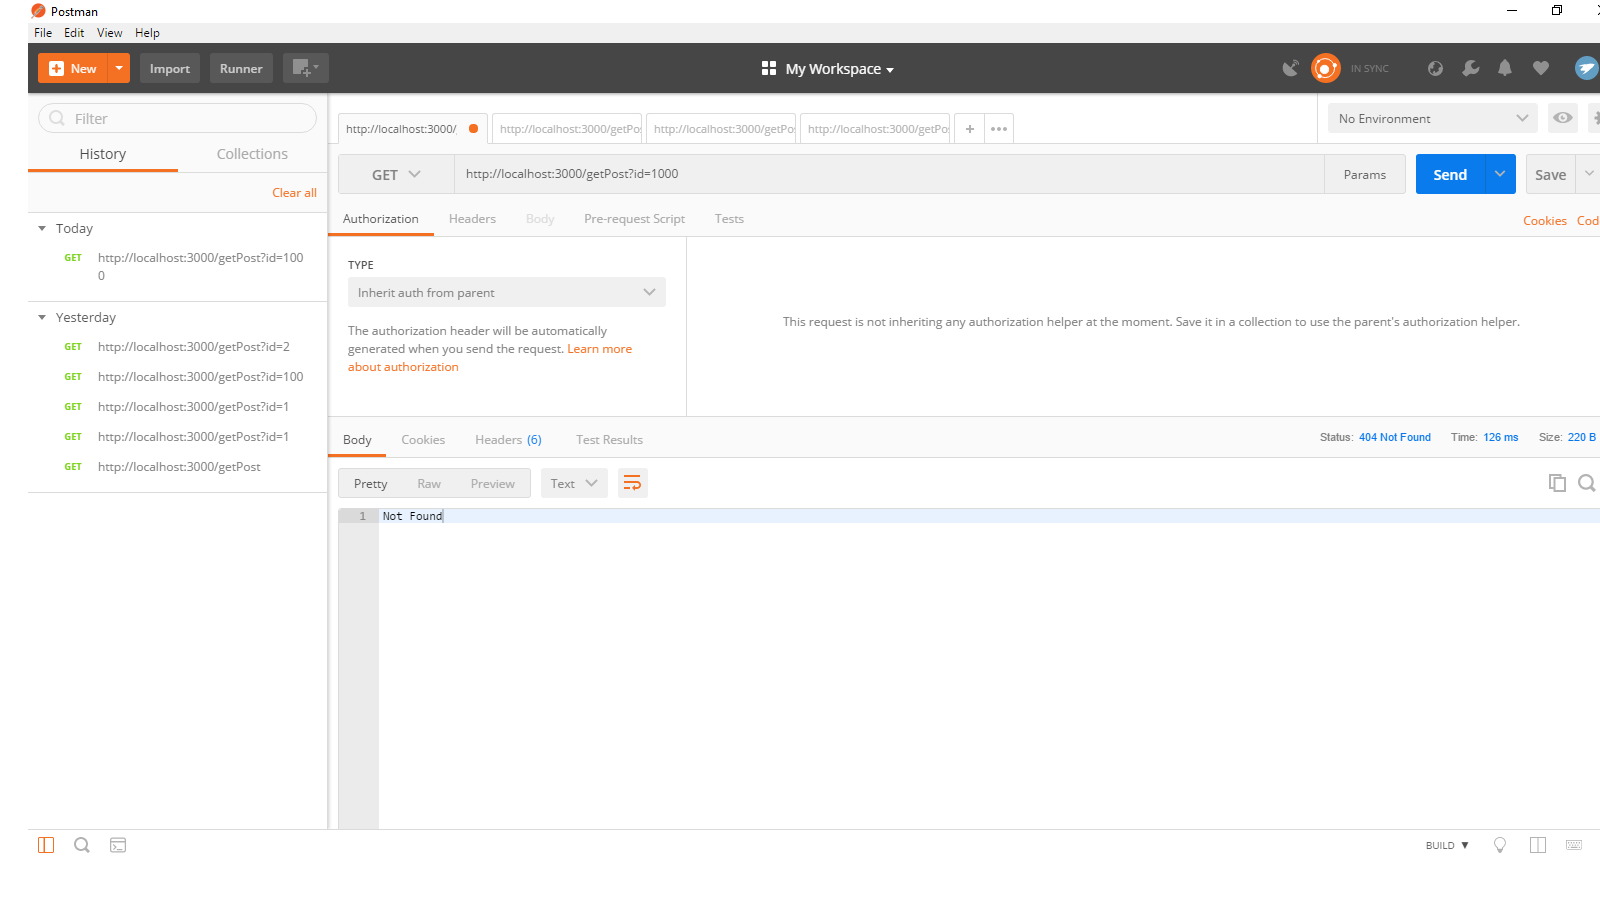 Postman
File Edit View Help
New Import Runner My Workspace IN SYNC
Filter
History Collections
Clear all
Today
GET http://localhost:3000/getPost?id=100
0
Yesterday
GET http://localhost:3000/getPost?id=2
GET http://localhost:3000/getPost?id=100
GET http://localhost:3000/getPost?id=1
GET http://localhost:3000/getPost?id=1
GET http://localhost:3000/getPost
http://localhost:3000/ http://localhost:3000/getPo http://localhost:3000/getPo http://localhost:3000/getPo + •••
No Environment
GET http://localhost:3000/getPost?id=1000 Params Send Save
Authorization Headers Body Pre-request Script Tests Cookies Cod
TYPE
Inherit auth from parent
The authorization header will be automatically
generated when you send the request. Learn more
about authorization
This request is not inheriting any authorization helper at the moment. Save it in a collection to use the parent's authorization helper.
Body Cookies Headers (6) Test Results Status: 404 Not Found Time: 126 ms Size: 220 B
Pretty Raw Preview Text
1 Not Found
BUILD